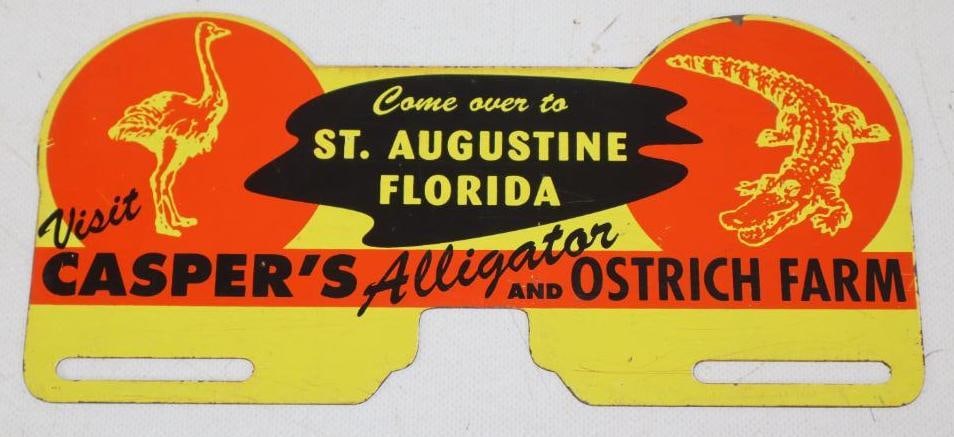 Come over to
ST. AUGUSTINE
FLORIDA
Visit
CASPER'S Alligator AND OSTRICH FARM